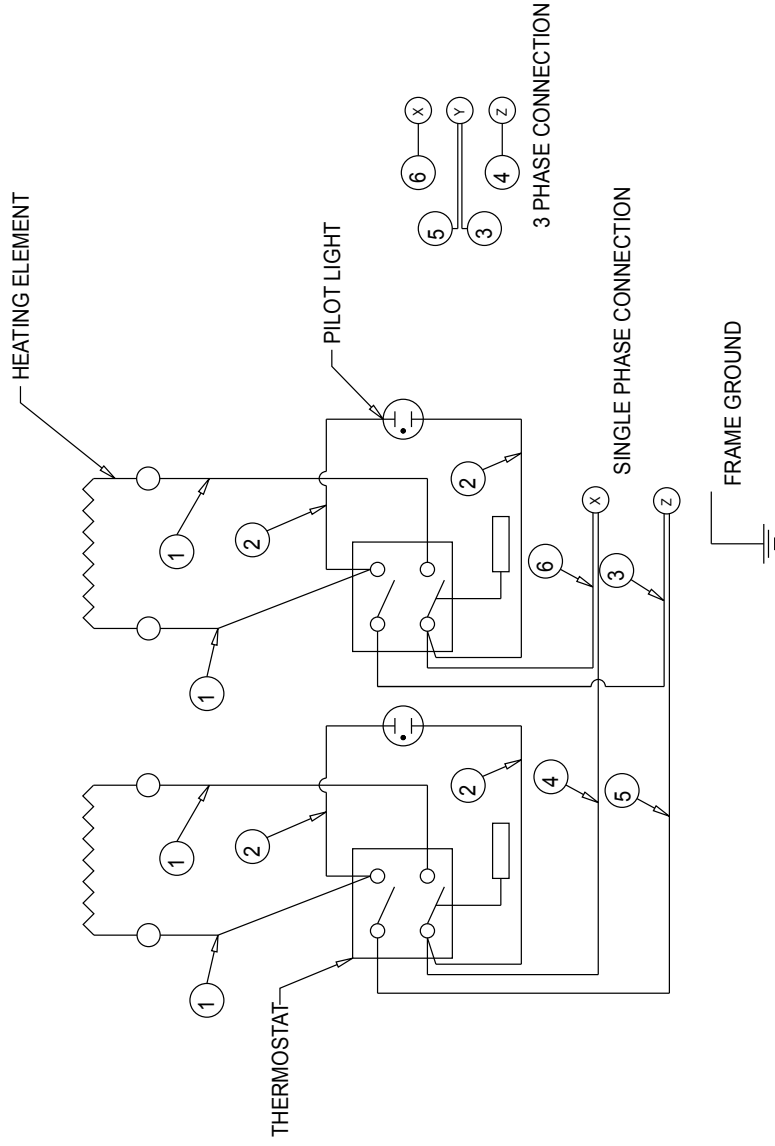 HEATING ELEMENT
1
1
1
1
2
2
PILOT LIGHT
THERMOSTAT
2
2
6
X
5
Y
3
4
Z
3 PHASE CONNECTION
4
6
X
SINGLE PHASE CONNECTION
5
3
Z
FRAME GROUND